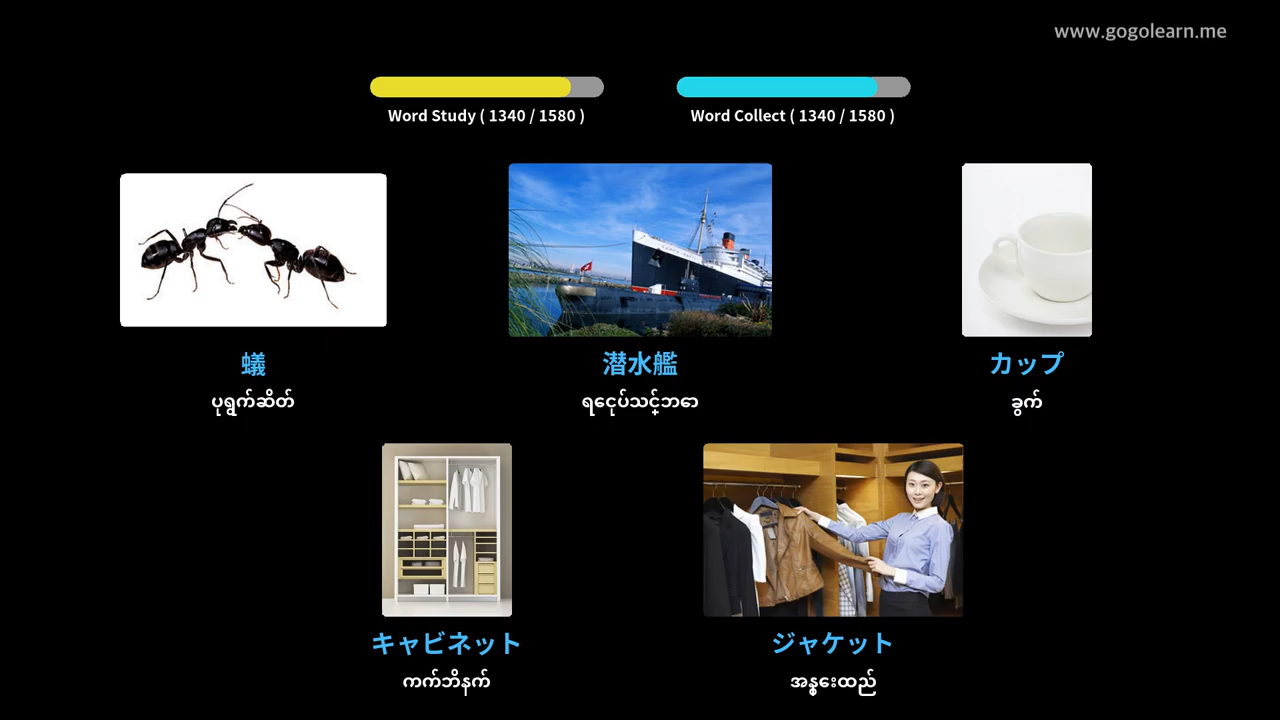 www.gogolearn.me
Word Study ( 1340 / 1580 )
Word Collect ( 1340 / 1580 )
蟻
潜水艦
カップ
ပုရွက်ဆိတ်
ရေငုပ်သင်္ဘော
ခွက်
キャビネット
ジャケット
ကက်ဘိနက်
အနွေးထည်